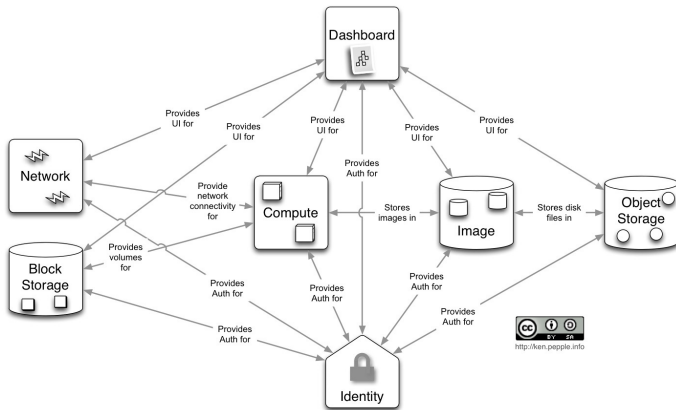 Dashboard
Provides
UI for
Provides
UI for
Provides
UI for
Provides
UI for
Provides
UI for
Provides
Auth for
Network
Provide
network
connectivity
for
Compute
Stores
images in
Image
Stores disk
files in
Object
Storage
Provides
volumes
for
Block
Storage
Provides
Auth for
Provides
Auth for
Provides
Auth for
Provides
Auth for
Provides
Auth for
Identity
cc
BY SA
http://ken.pepple.info